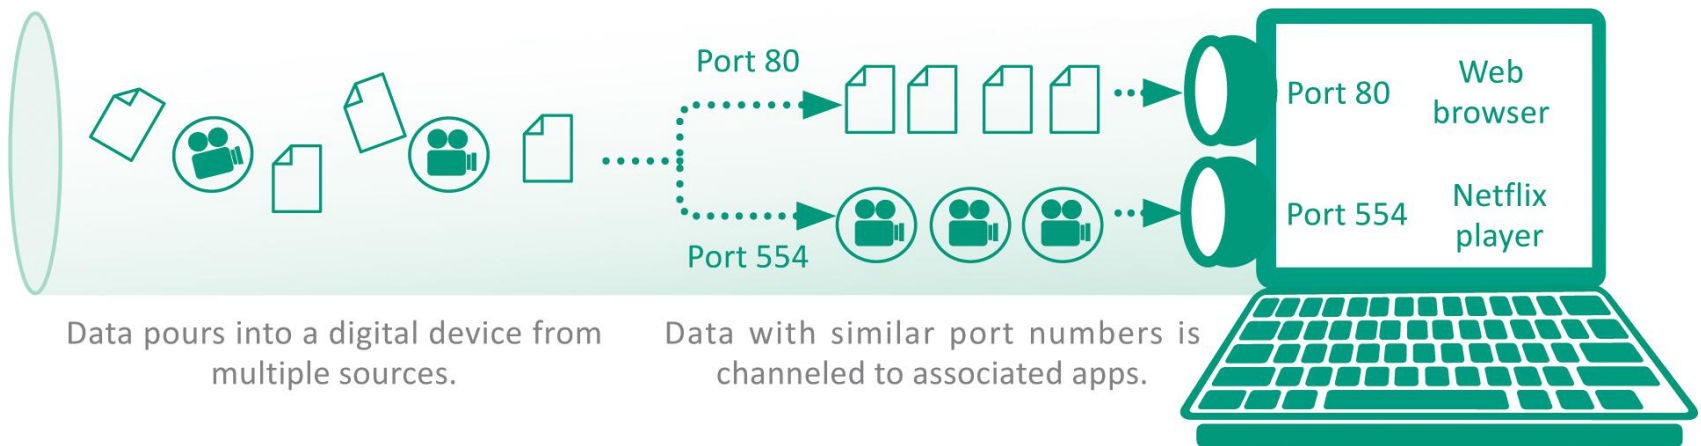 Port 80
Port 554
Port 80
Web
browser
Port 554
Netflix
player
Data pours into a digital device from
multiple sources.
Data with similar port numbers is
channeled to associated apps.